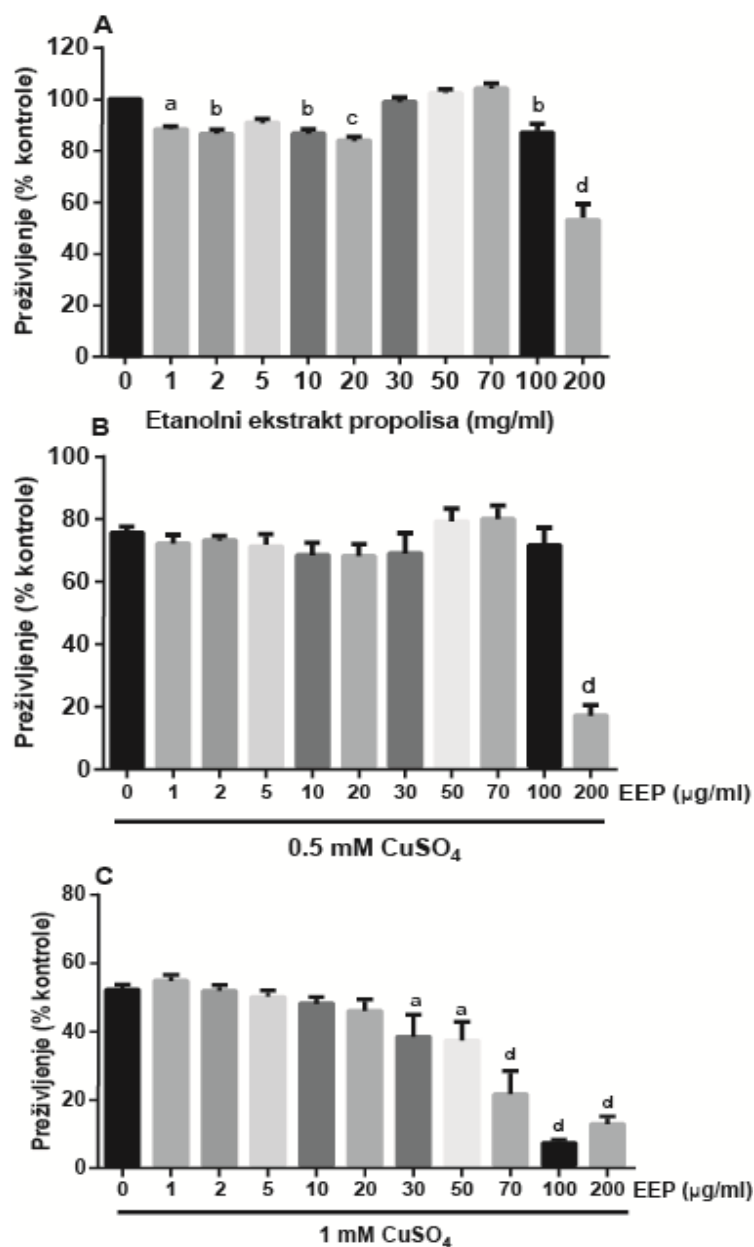 A
Preživljenje (% kontrole)
120
100
80
60
40
20
0
a
b
b
c
b
d
0 1 2 5 10 20 30 50 70 100 200
Etanolni ekstrakt propolisa (mg/ml)
B
Preživljenje (% kontrole)
100
80
60
40
20
0
d
0 1 2 5 10 20 30 50 70 100 200 EEP (µg/ml)
0.5 mM CuSO₄
C
Preživljenje (% kontrole)
80
60
40
20
0
a
a
d
d
d
0 1 2 5 10 20 30 50 70 100 200 EEP (µg/ml)
1 mM CuSO₄